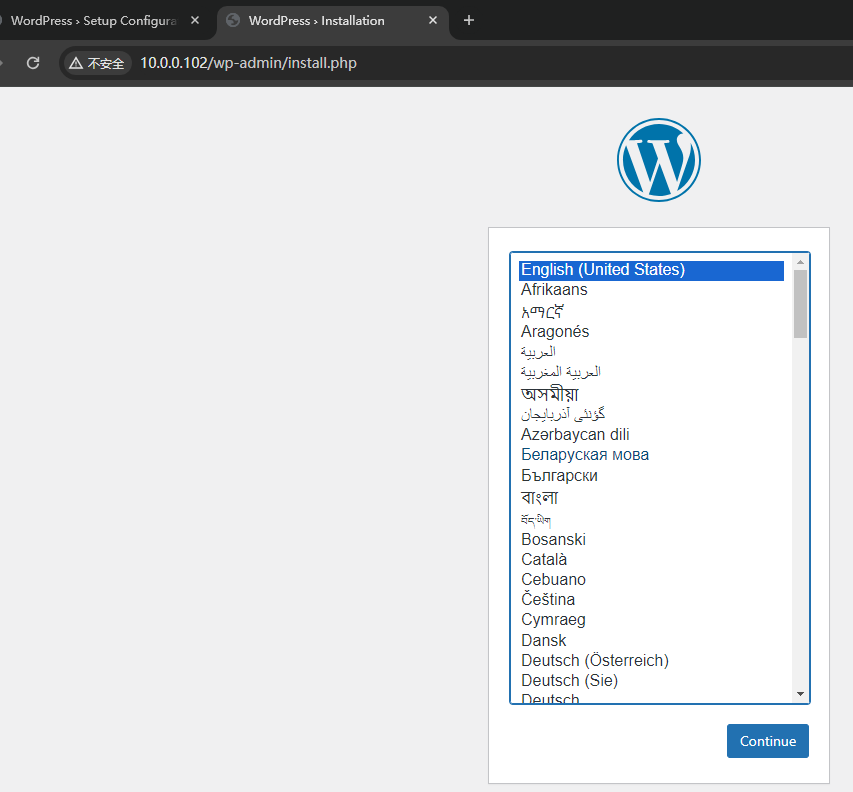 WordPress › Setup Configura
WordPress › Installation
不安全
10.0.0.102/wp-admin/install.php
English (United States)
Afrikaans
አማርኛ
Aragonés
العربية
العربية المغربية
অসমীয়া
گؤنئی آذربایجان
Azərbaycan dili
Беларуская мова
Български
বাংলা
བོད་ཡིག
Bosanski
Català
Cebuano
Čeština
Cymraeg
Dansk
Deutsch (Österreich)
Deutsch (Sie)
Deutsch
Continue